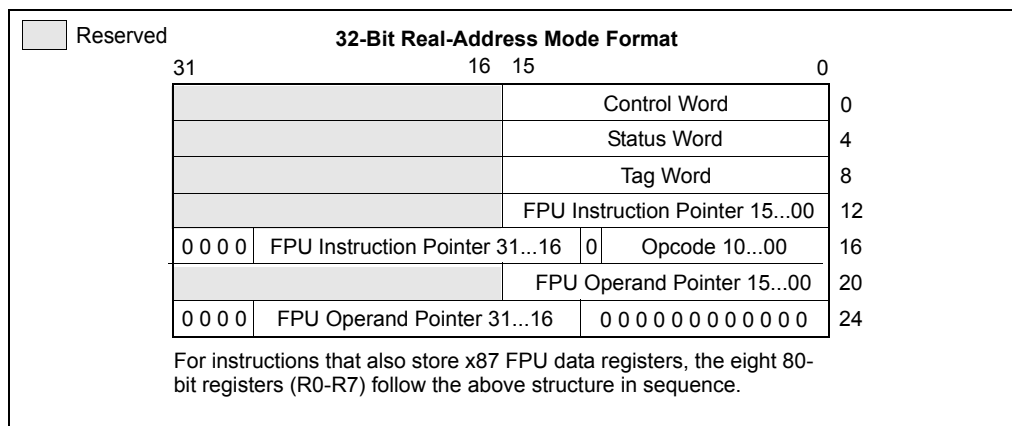 Reserved
32-Bit Real-Address Mode Format
31 16 15 0
Control Word 0
Status Word 4
Tag Word 8
FPU Instruction Pointer 15...00 12
0 0 0 0 FPU Instruction Pointer 31...16 0 Opcode 10...00 16
FPU Operand Pointer 15...00 20
0 0 0 0 FPU Operand Pointer 31...16 0 0 0 0 0 0 0 0 0 0 0 0 24
For instructions that also store x87 FPU data registers, the eight 80-
bit registers (R0-R7) follow the above structure in sequence.